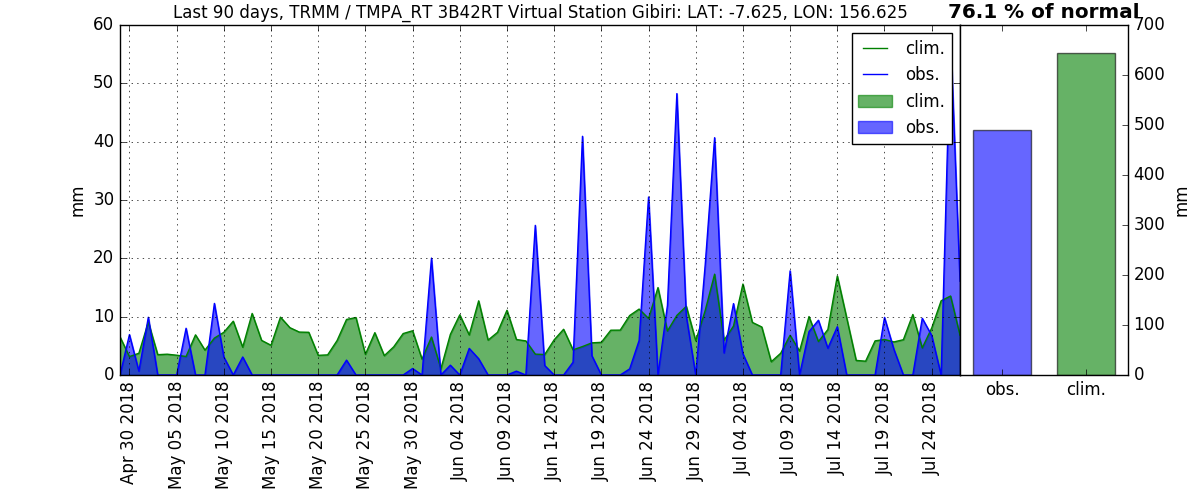 Last 90 days, TRMM / TMPA_RT 3B42RT Virtual Station Gibiri: LAT: -7.625, LON: 156.625
76.1 % of normal
60
50
40
30
20
10
0
mm
clim.
obs.
clim.
obs.
700
600
500
400
300
200
100
0
mm
Apr 30 2018
May 05 2018
May 10 2018
May 15 2018
May 20 2018
May 25 2018
May 30 2018
Jun 04 2018
Jun 09 2018
Jun 14 2018
Jun 19 2018
Jun 24 2018
Jun 29 2018
Jul 04 2018
Jul 09 2018
Jul 14 2018
Jul 19 2018
Jul 24 2018
obs.
clim.